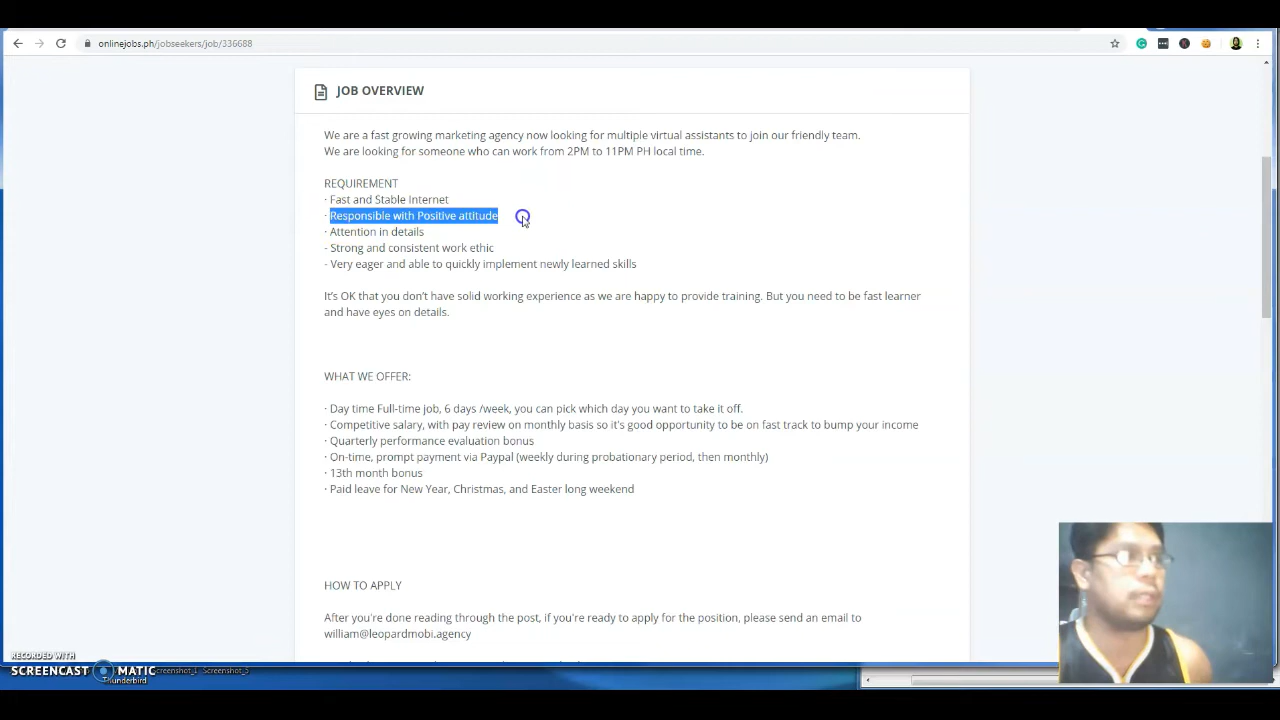 onlinejobs.ph/jobseekers/job/336688
JOB OVERVIEW
We are a fast growing marketing agency now looking for multiple virtual assistants to join our friendly team.
We are looking for someone who can work from 2PM to 11PM PH local time.
REQUIREMENT
· Fast and Stable Internet
· Responsible with Positive attitude
· Attention in details
- Strong and consistent work ethic
- Very eager and able to quickly implement newly learned skills
It's OK that you don't have solid working experience as we are happy to provide training. But you need to be fast learner
and have eyes on details.
WHAT WE OFFER:
· Day time Full-time job, 6 days /week, you can pick which day you want to take it off.
· Competitive salary, with pay review on monthly basis so it's good opportunity to be on fast track to bump your income
· Quarterly performance evaluation bonus
· On-time, prompt payment via Paypal (weekly during probationary period, then monthly)
· 13th month bonus
· Paid leave for New Year, Christmas, and Easter long weekend
HOW TO APPLY
After you're done reading through the post, if you're ready to apply for the position, please send an email to
william@leopardmobi.agency
RECORDED WITH
SCREENCAST MATIC
Screenshot_1 Screenshot_5
Thunderbird